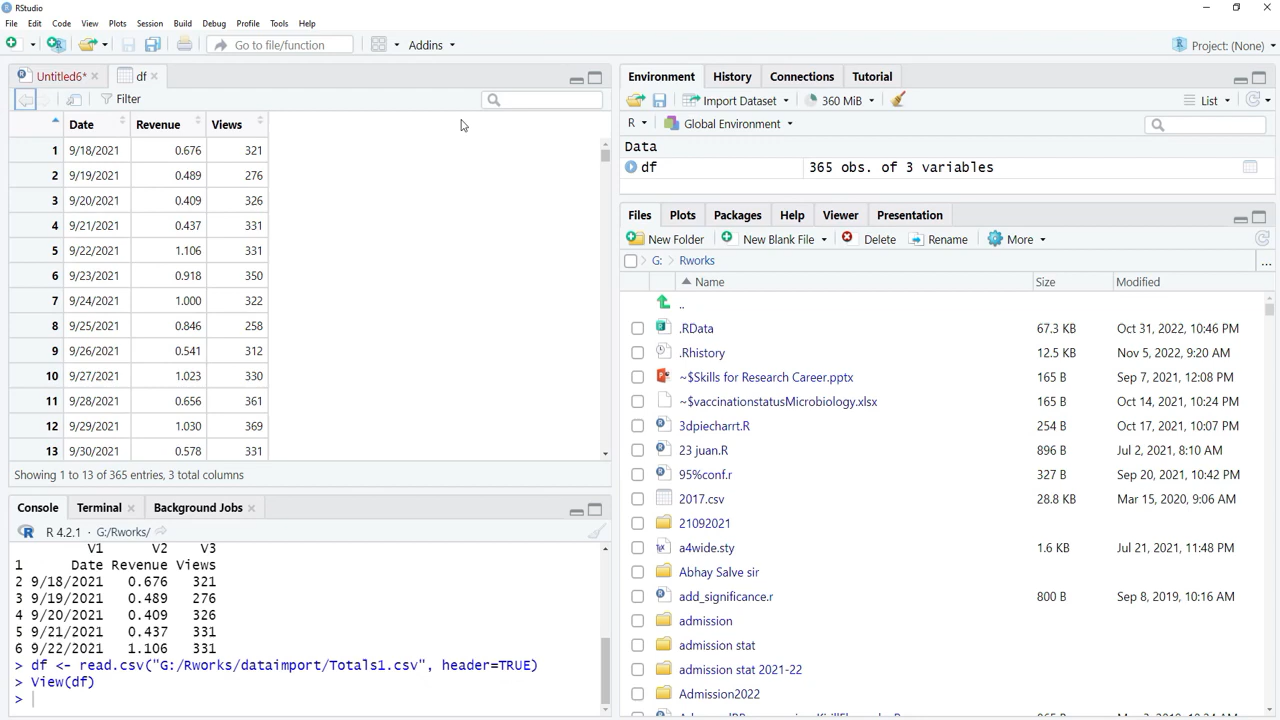 RStudio
File Edit Code View Plots Session Build Debug Profile Tools Help
Go to file/function Addins Project: (None)
Untitled6* df
Filter
Date Revenue Views
1 9/18/2021 0.676 321
2 9/19/2021 0.489 276
3 9/20/2021 0.409 326
4 9/21/2021 0.437 331
5 9/22/2021 1.106 331
6 9/23/2021 0.918 350
7 9/24/2021 1.000 322
8 9/25/2021 0.846 258
9 9/26/2021 0.541 312
10 9/27/2021 1.023 330
11 9/28/2021 0.656 361
12 9/29/2021 1.030 369
13 9/30/2021 0.578 331
Showing 1 to 13 of 365 entries, 3 total columns
Console Terminal Background Jobs
R 4.2.1 · G:/Rworks/
V1 V2 V3
1 Date Revenue Views
2 9/18/2021 0.676 321
3 9/19/2021 0.489 276
4 9/20/2021 0.409 326
5 9/21/2021 0.437 331
6 9/22/2021 1.106 331
> df <- read.csv("G:/Rworks/dataimport/Totals1.csv", header=TRUE)
> View(df)
>
Environment History Connections Tutorial
Import Dataset 360 MiB List
R Global Environment
Data
df 365 obs. of 3 variables
Files Plots Packages Help Viewer Presentation
New Folder New Blank File Delete Rename More
G: Rworks ...
Name Size Modified
..
.RData 67.3 KB Oct 31, 2022, 10:46 PM
.Rhistory 12.5 KB Nov 5, 2022, 9:20 AM
~$Skills for Research Career.pptx 165 B Sep 7, 2021, 12:08 PM
~$vaccinationstatusMicrobiology.xlsx 165 B Oct 14, 2021, 10:24 PM
3dpiecharrt.R 254 B Oct 17, 2021, 10:07 PM
23 juan.R 896 B Jul 2, 2021, 8:10 AM
95%conf.r 327 B Sep 20, 2021, 10:42 PM
2017.csv 28.8 KB Mar 15, 2020, 9:06 AM
21092021
a4wide.sty 1.6 KB Jul 21, 2021, 11:48 PM
Abhay Salve sir
add_significance.r 800 B Sep 8, 2019, 10:16 AM
admission
admission stat
admission stat 2021-22
Admission2022